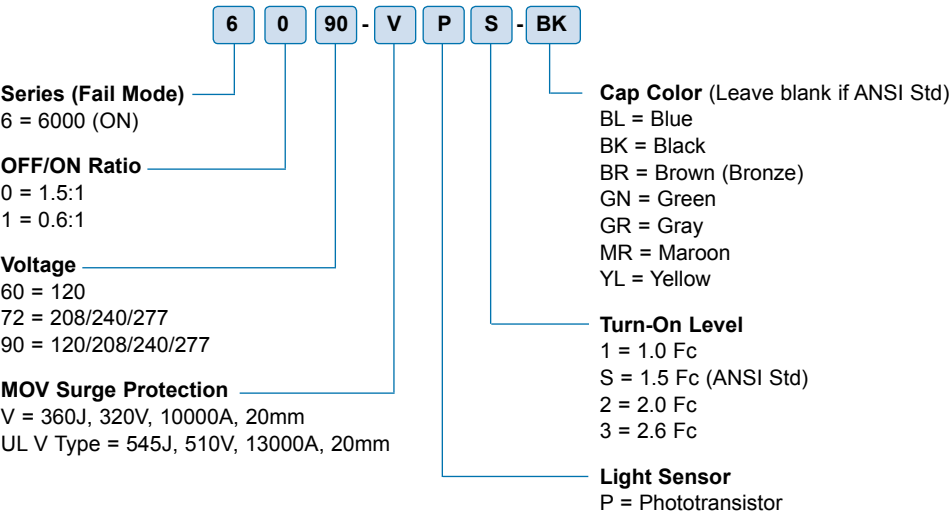 6 0 90 - V P S - BK
Series (Fail Mode)
6 = 6000 (ON)
OFF/ON Ratio
0 = 1.5:1
1 = 0.6:1
Voltage
60 = 120
72 = 208/240/277
90 = 120/208/240/277
MOV Surge Protection
V = 360J, 320V, 10000A, 20mm
UL V Type = 545J, 510V, 13000A, 20mm
Cap Color (Leave blank if ANSI Std)
BL = Blue
BK = Black
BR = Brown (Bronze)
GN = Green
GR = Gray
MR = Maroon
YL = Yellow
Turn-On Level
1 = 1.0 Fc
S = 1.5 Fc (ANSI Std)
2 = 2.0 Fc
3 = 2.6 Fc
Light Sensor
P = Phototransistor